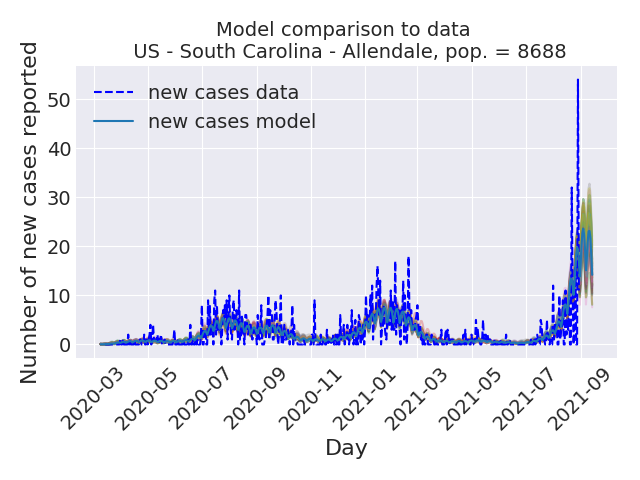 Model comparison to data
US - South Carolina - Allendale, pop. = 8688
Number of new cases reported
50
40
30
20
10
0
new cases data
new cases model
2020-03
2020-05
2020-07
2020-09
2020-11
2021-01
2021-03
2021-05
2021-07
2021-09
Day